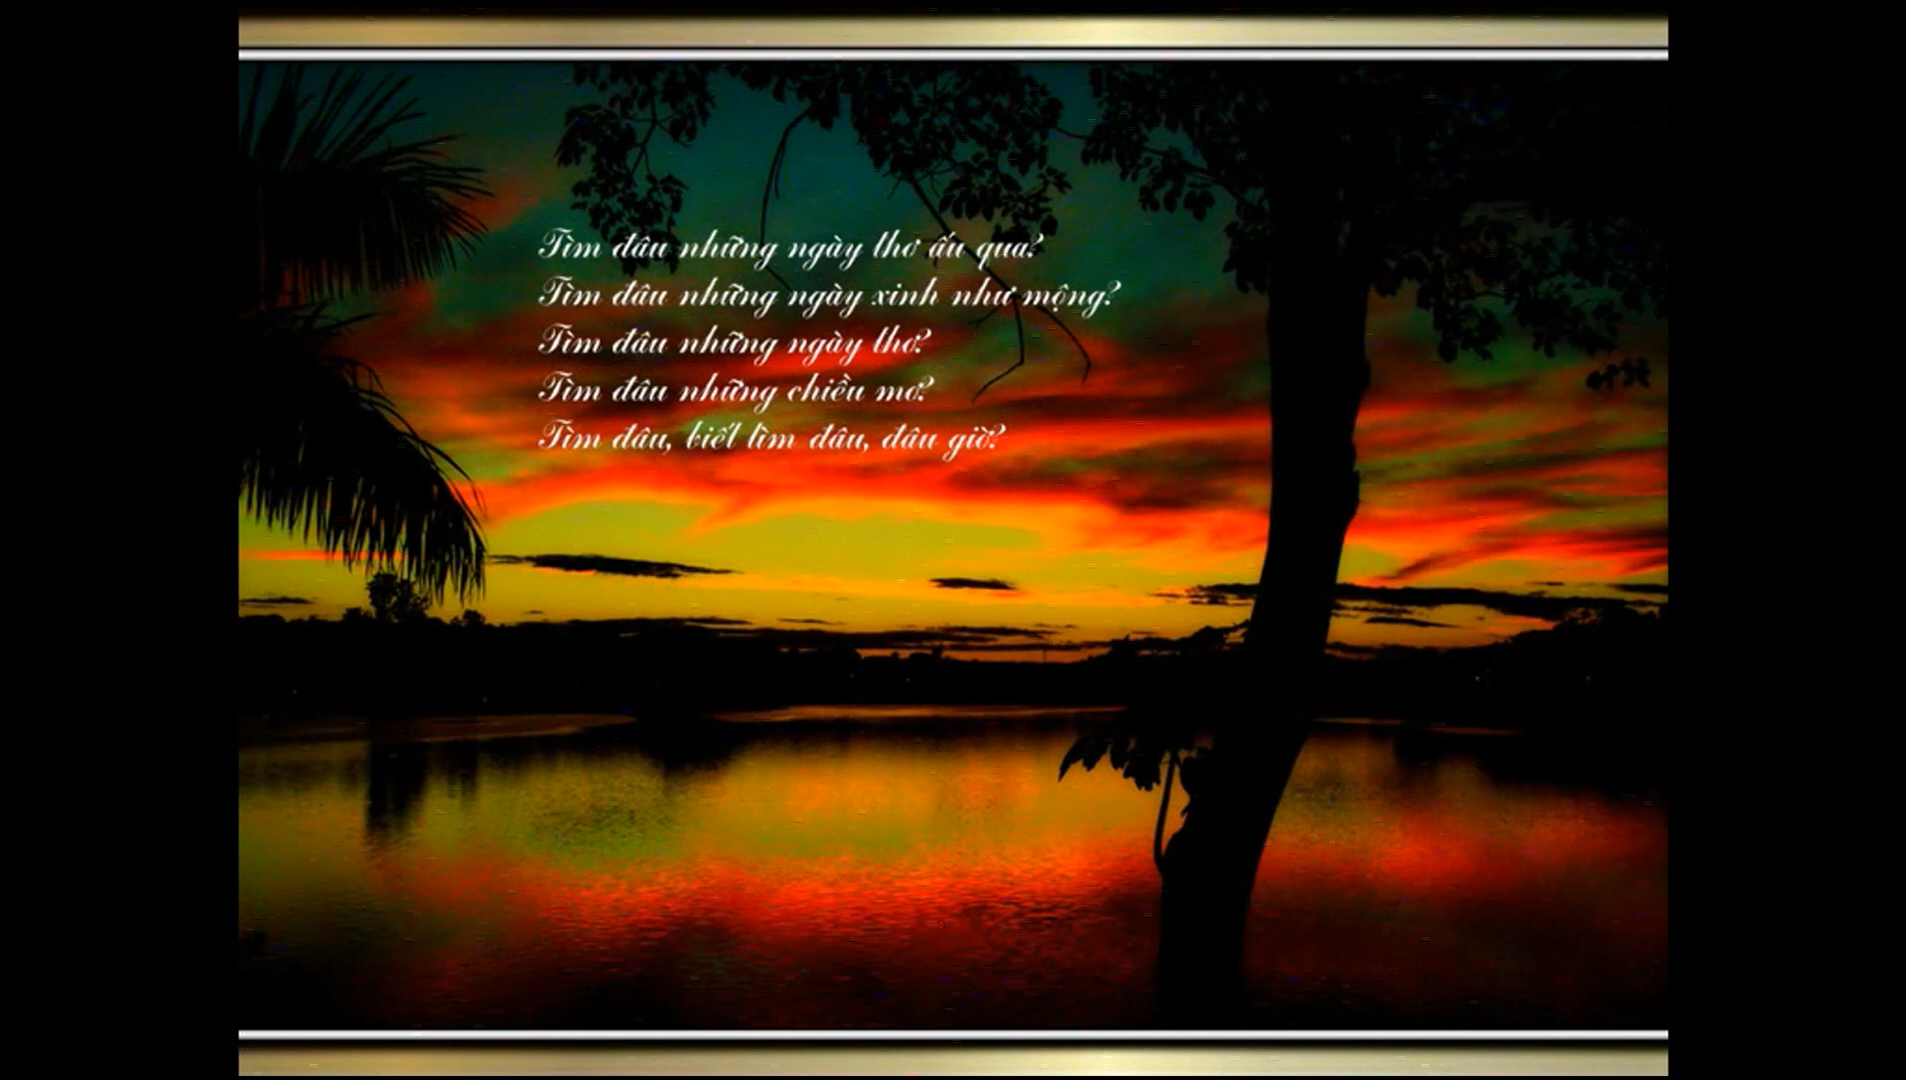 Tìm đâu những ngày thơ ấu qua?
Tìm đâu những ngày xinh như mộng?
Tìm đâu những ngày thơ?
Tìm đâu những chiều mơ?
Tìm đâu, biết tìm đâu, đâu giờ?